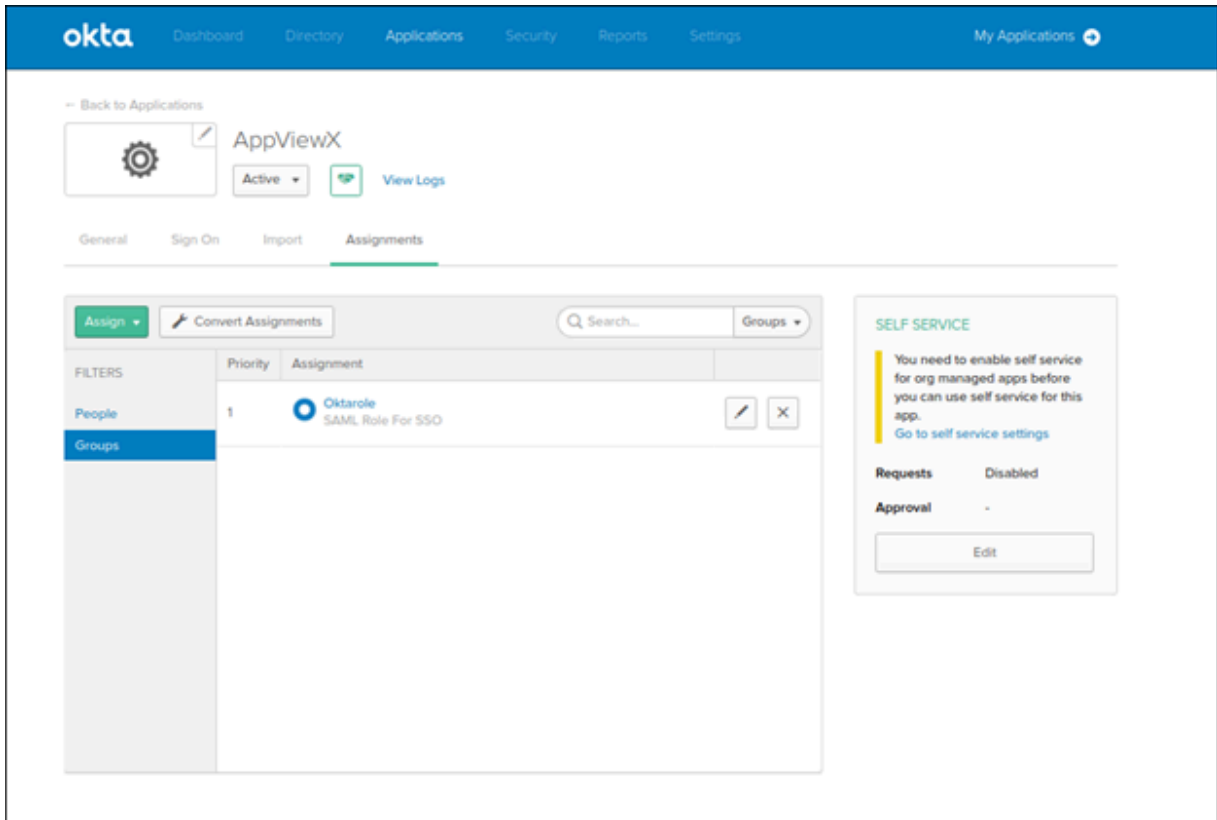 okta Dashboard Directory Applications Security Reports Settings My Applications
← Back to Applications
AppViewX
Active View Logs
General Sign On Import Assignments
Assign Convert Assignments Search... Groups
FILTERS
People
Groups
Priority Assignment
1 Oktarole
SAML Role For SSO
SELF SERVICE
You need to enable self service
for org managed apps before
you can use self service for this
app.
Go to self service settings
Requests Disabled
Approval -
Edit